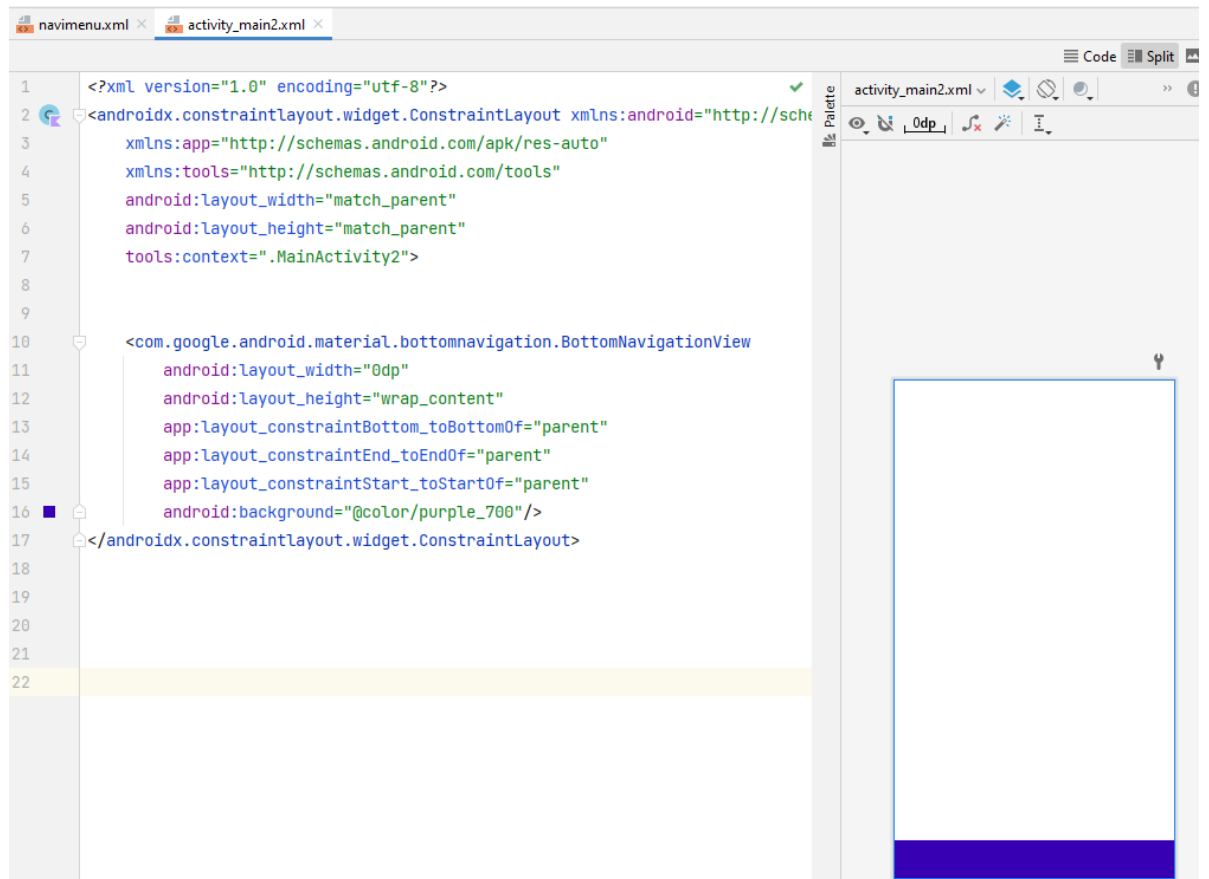 navimenu.xml
activity_main2.xml
Code
Split
1 <?xml version="1.0" encoding="utf-8"?>
2 <androidx.constraintlayout.widget.ConstraintLayout xmlns:android="http://sche
3 xmlns:app="http://schemas.android.com/apk/res-auto"
4 xmlns:tools="http://schemas.android.com/tools"
5 android:layout_width="match_parent"
6 android:layout_height="match_parent"
7 tools:context=".MainActivity2">
8
9
10 <com.google.android.material.bottomnavigation.BottomNavigationView
11 android:layout_width="0dp"
12 android:layout_height="wrap_content"
13 app:layout_constraintBottom_toBottomOf="parent"
14 app:layout_constraintEnd_toEndOf="parent"
15 app:layout_constraintStart_toStartOf="parent"
16 android:background="@color/purple_700"/>
17 </androidx.constraintlayout.widget.ConstraintLayout>
18
19
20
21
22
Palette
activity_main2.xml
0dp